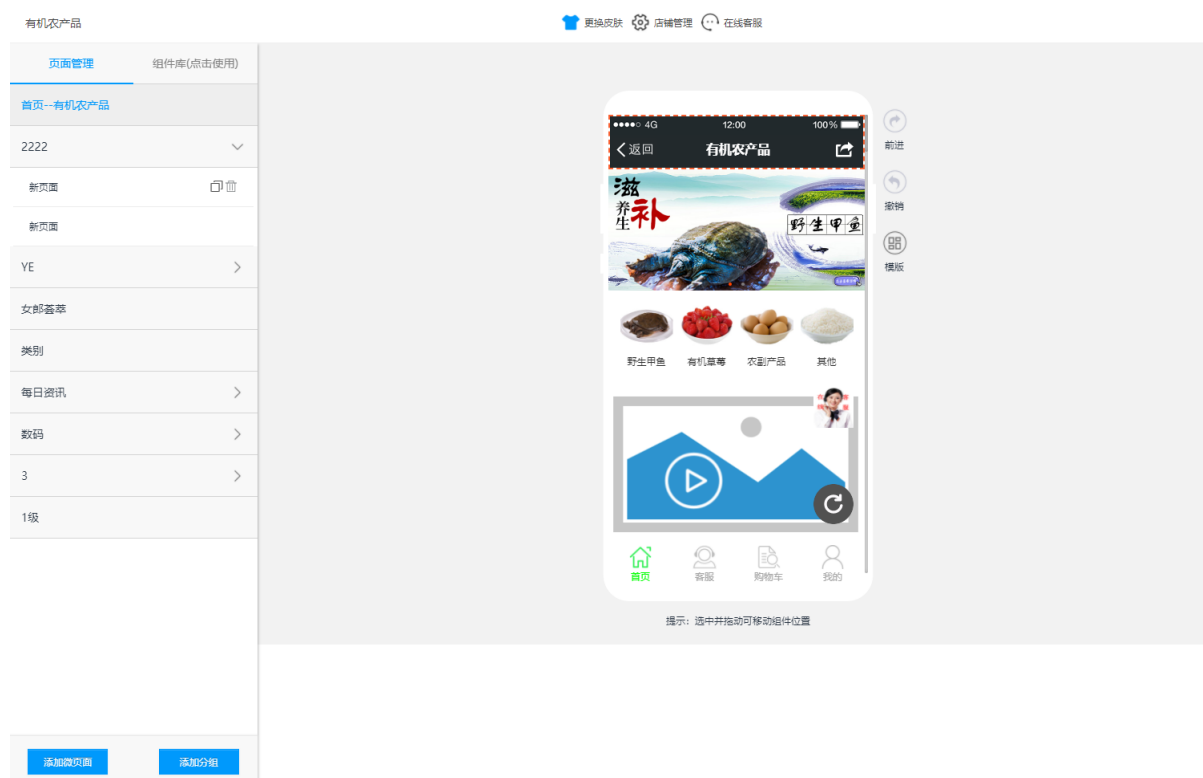 有机农产品
更换皮肤 店铺管理 在线客服
页面管理 组件库(点击使用)
首页--有机农产品
2222
新页面
新页面
YE
女郎荟萃
类别
每日资讯
数码
3
1级
添加微页面 添加分组
4G 12:00 100%
返回 有机农产品
滋补
养生
野生甲鱼
野生甲鱼 有机草莓 农副产品 其他
首页 客服 购物车 我的
前进
撤销
模版
提示：选中并拖动可移动组件位置